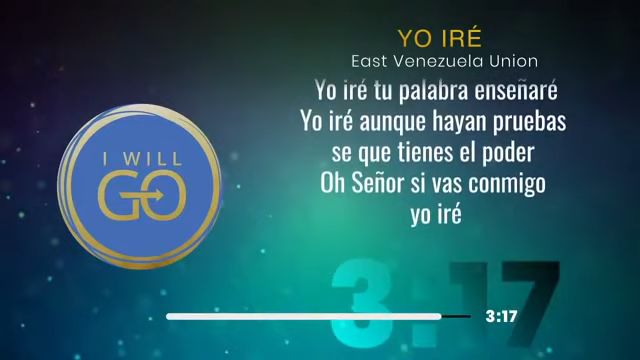 YO IRÉ
East Venezuela Union
Yo iré tu palabra enseñaré
Yo iré aunque hayan pruebas
se que tienes el poder
Oh Señor si vas conmigo
yo iré
I WILL
GO
3:17
3:17